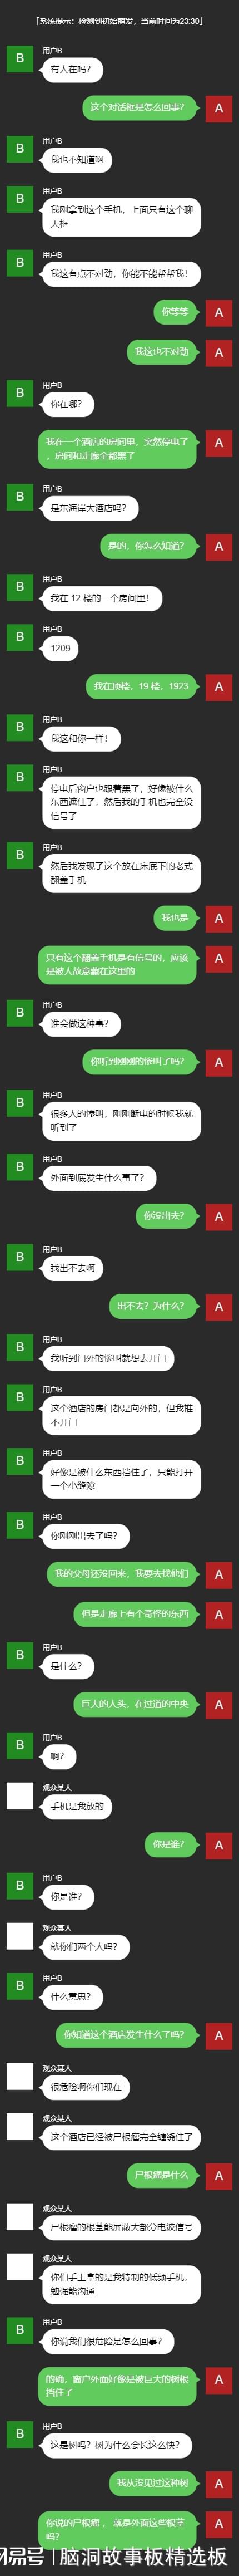 「系统提示：检测到初始萌发，当前时间为23:30」
用户B
B
有人在吗？
这个对话框是怎么回事？
A
用户B
B
我也不知道啊
用户B
B
我刚拿到这个手机，上面只有这个聊
天框
用户B
B
我这有点不对劲，你能不能帮帮我！
你等等
A
我这也不对劲
A
用户B
B
你在哪？
我在一个酒店的房间里，突然停电了
，房间和走廊全都黑了
A
用户B
B
是东海岸大酒店吗？
是的，你怎么知道？
A
用户B
B
我在 12 楼的一个房间里！
用户B
B
1209
我在顶楼，19 楼，1923
A
用户B
B
我这和你一样！
用户B
B
停电后窗户也跟着黑了，好像被什么
东西遮住了，然后我的手机也完全没
信号了
用户B
B
然后我发现了这个放在床底下的老式
翻盖手机
我也是
A
只有这个翻盖手机是有信号的，应该
是被人故意藏在这里的
A
用户B
B
谁会做这种事？
你听到刚刚的惨叫了吗？
A
用户B
B
很多人的惨叫，刚刚断电的时候我就
听到了
用户B
B
外面到底发生什么事了？
你没出去？
A
用户B
B
我出不去啊
出不去？为什么？
A
用户B
B
我听到门外的惨叫就想去开门
用户B
B
这个酒店的房门都是向外的，但我推
不开门
用户B
B
好像是被什么东西挡住了，只能打开
一个小缝隙
用户B
B
你刚刚出去了吗？
我的父母还没回来，我要去找他们
A
但是走廊上有个奇怪的东西
A
用户B
B
是什么？
巨大的人头，在过道的中央
A
用户B
B
啊？
观众某人
手机是我放的
你是谁？
A
用户B
B
你是谁？
观众某人
就你们两个人吗？
用户B
B
什么意思？
你知道这个酒店发生什么了吗？
A
观众某人
很危险啊你们现在
观众某人
这个酒店已经被尸根瘤完全缠绕住了
尸根瘤是什么
A
观众某人
尸根瘤的根茎能屏蔽大部分电波信号
观众某人
你们手上拿的是我特制的低频手机，
勉强能沟通
用户B
B
你说我们很危险是怎么回事？
的确，窗户外面好像是被巨大的树根
挡住了
A
用户B
B
这是树吗？树为什么会长这么快？
我从没见过这种树
A
你说的尸根瘤 ，就是外面这些根茎
吗？
A
易号 | 脑洞故事板精选板